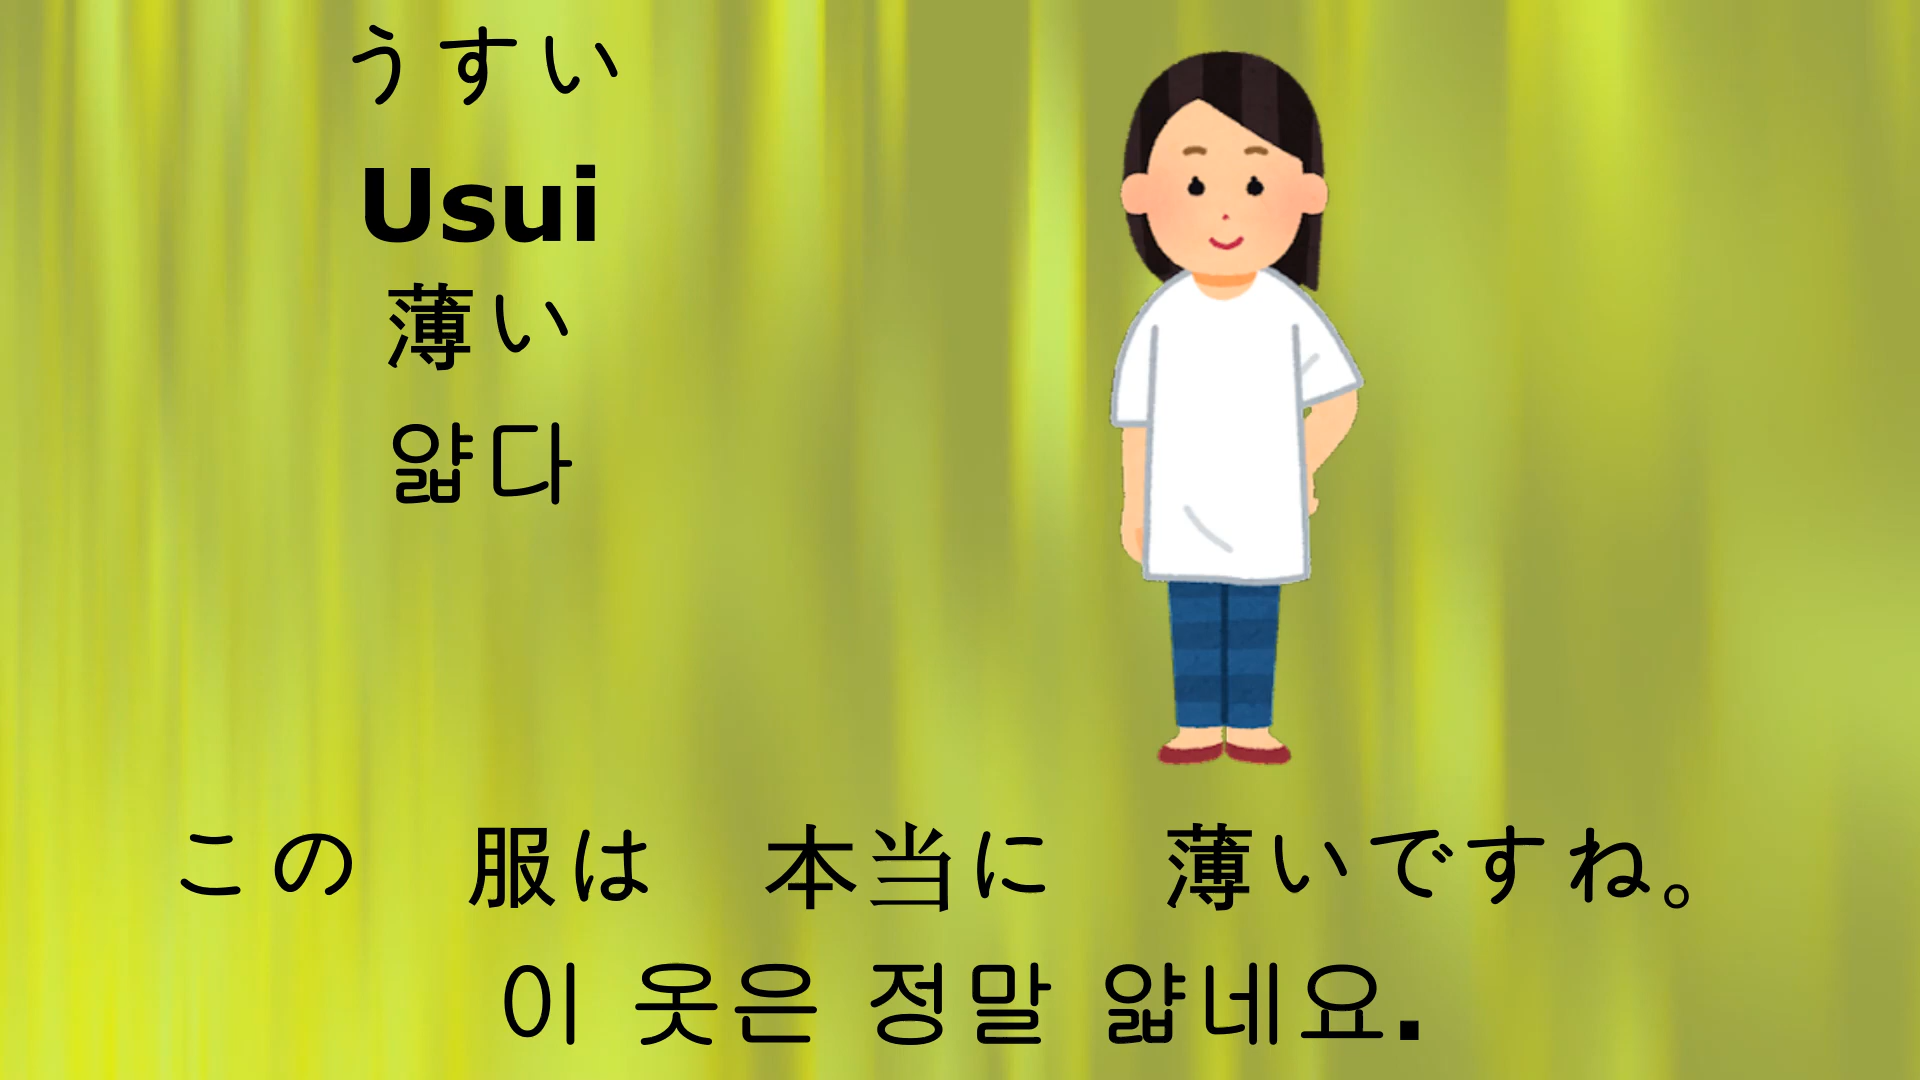 うすい
Usui
薄い
얇다
この　服は　本当に　薄いですね。
이 옷은 정말 얇네요.